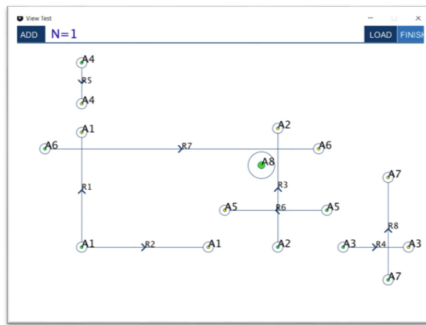 View Test
ADD N=1 LOAD FINISH
A4
R5
A4
A1 A2
A6 R7 A6
A8
A7
R1 R3
A5 R6 A5
R8
A1 R2 A1 A2 A3 R4 A3
A7